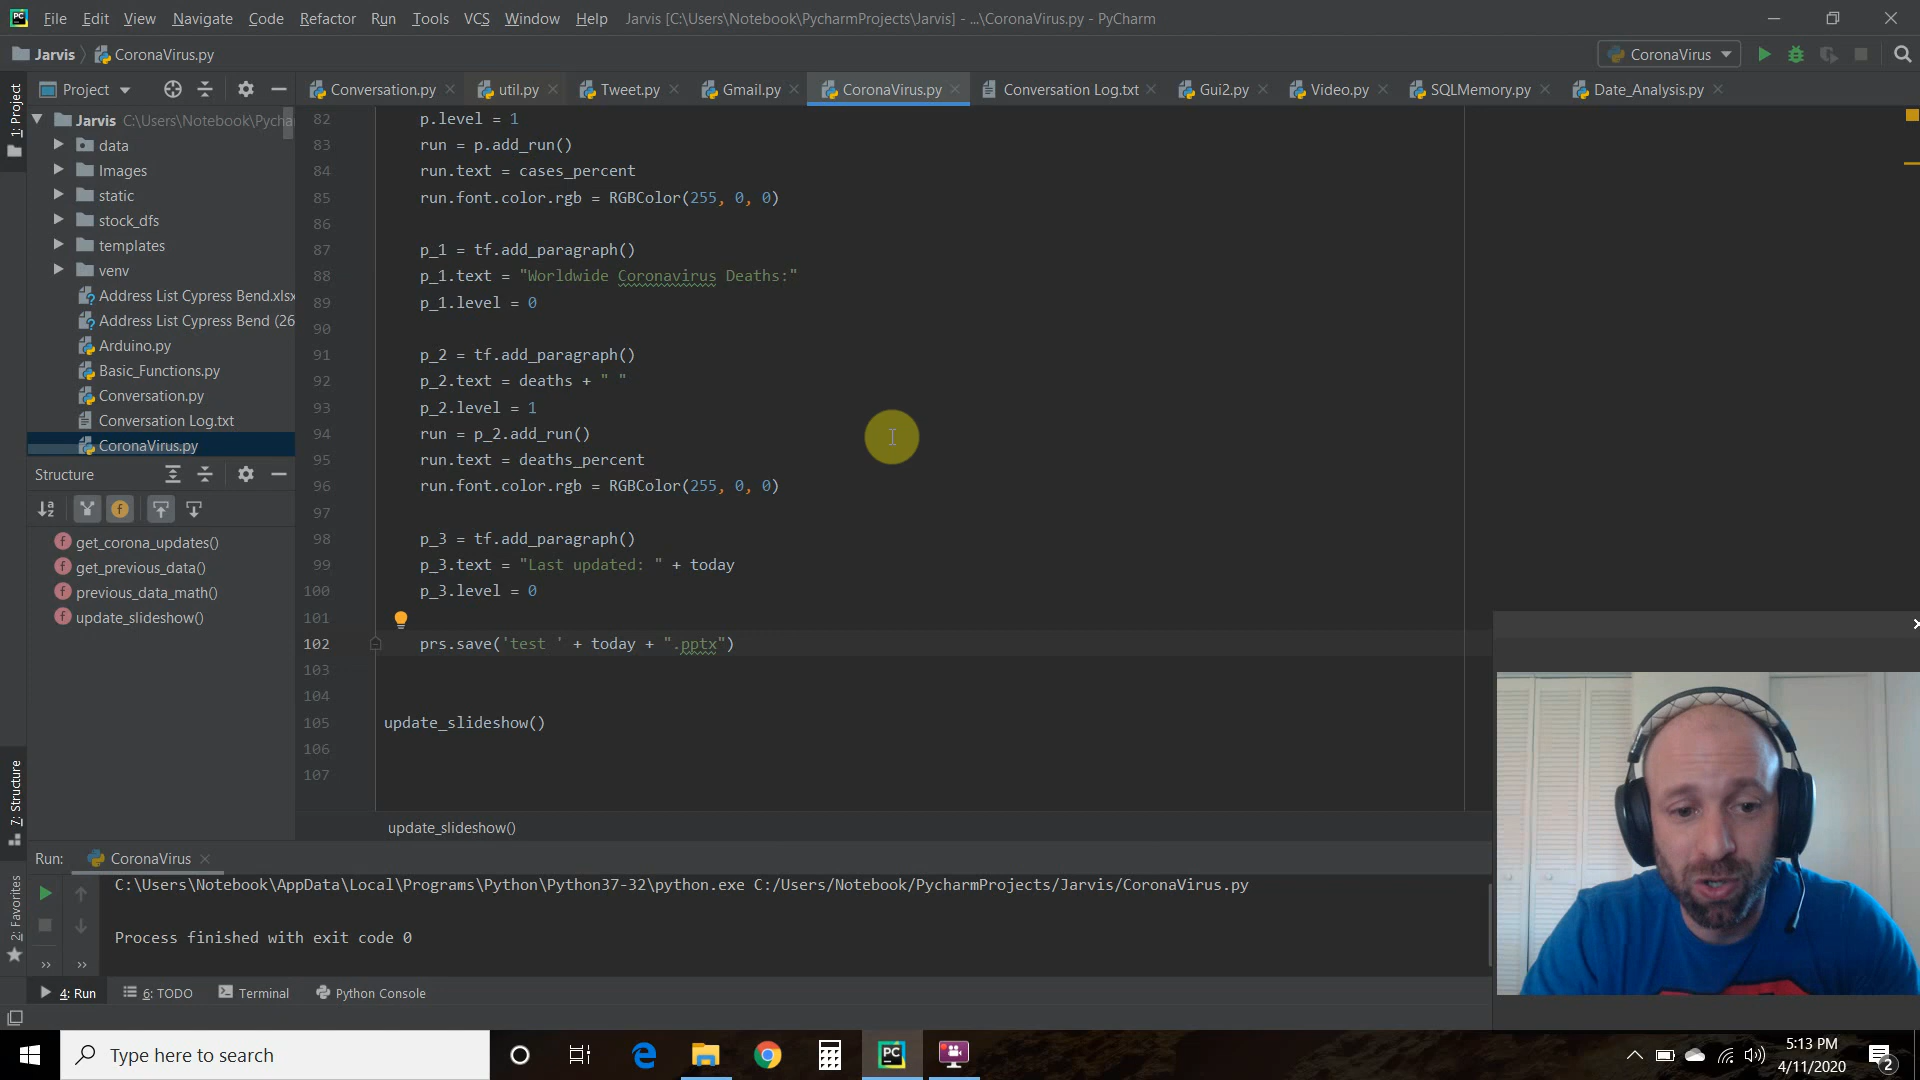 File Edit View Navigate Code Refactor Run Tools VCS Window Help Jarvis [C:\Users\Notebook\PycharmProjects\Jarvis] - ...\CoronaVirus.py - PyCharm
Jarvis CoronaVirus.py
CoronaVirus
Project
Conversation.py util.py Tweet.py Gmail.py CoronaVirus.py Conversation Log.txt Gui2.py Video.py SQLMemory.py Date_Analysis.py
1: Project
Jarvis C:\Users\Notebook\Pycha
data
Images
static
stock_dfs
templates
venv
Address List Cypress Bend.xlsx
Address List Cypress Bend (26
Arduino.py
Basic_Functions.py
Conversation.py
Conversation Log.txt
CoronaVirus.py
Structure
get_corona_updates()
get_previous_data()
previous_data_math()
update_slideshow()
7: Structure
2: Favorites
82 p.level = 1
83 run = p.add_run()
84 run.text = cases_percent
85 run.font.color.rgb = RGBColor(255, 0, 0)
86
87 p_1 = tf.add_paragraph()
88 p_1.text = "Worldwide Coronavirus Deaths:"
89 p_1.level = 0
90
91 p_2 = tf.add_paragraph()
92 p_2.text = deaths + " "
93 p_2.level = 1
94 run = p_2.add_run()
95 run.text = deaths_percent
96 run.font.color.rgb = RGBColor(255, 0, 0)
97
98 p_3 = tf.add_paragraph()
99 p_3.text = "Last updated: " + today
100 p_3.level = 0
101
102 prs.save('test ' + today + ".pptx")
103
104
105 update_slideshow()
106
107
update_slideshow()
Run: CoronaVirus
C:\Users\Notebook\AppData\Local\Programs\Python\Python37-32\python.exe C:/Users/Notebook/PycharmProjects/Jarvis/CoronaVirus.py
Process finished with exit code 0
4: Run 6: TODO Terminal Python Console
Type here to search
PC
5:13 PM
4/11/2020
2